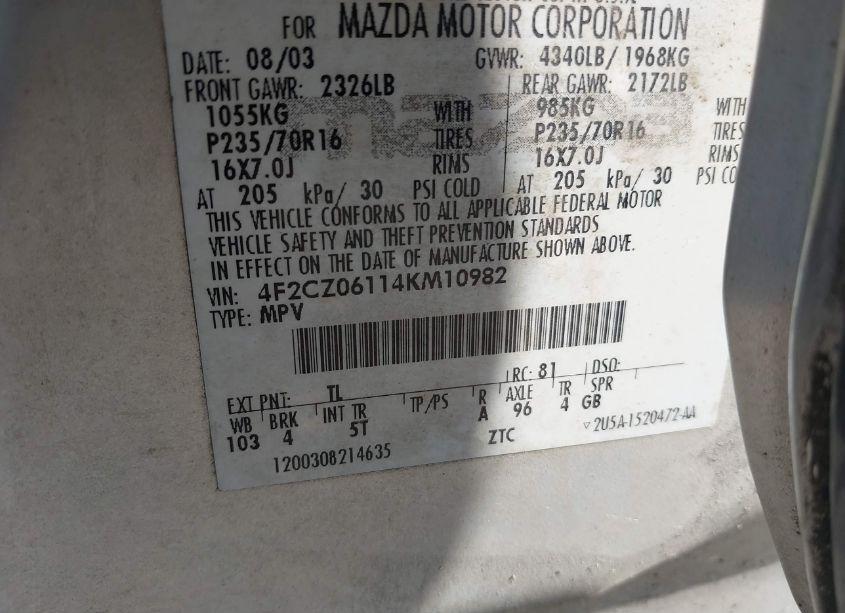 FOR MAZDA MOTOR CORPORATION
DATE: 08/03 GVWR: 4340LB/ 1968KG
FRONT GAWR: 2326LB REAR GAWR: 2172LB
1055KG WITH 985KG WITH
P235/70R16 TIRES P235/70R16 TIRES
16X7.0J RIMS 16X7.0J RIMS
AT 205 kPa/ 30 PSI COLD AT 205 kPa/ 30 PSI CO
THIS VEHICLE CONFORMS TO ALL APPLICABLE FEDERAL MOTOR
VEHICLE SAFETY AND THEFT PREVENTION STANDARDS
IN EFFECT ON THE DATE OF MANUFACTURE SHOWN ABOVE.
VIN: 4F2CZ06114KM10982
TYPE: MPV
EXT PNT: TL RC: 81 DSO:
WB BRK INT TR TP/PS R AXLE TR SPR
103 4 5T A 96 4 GB
1200308214635 ZTC ▽2U5A-1520472-AA